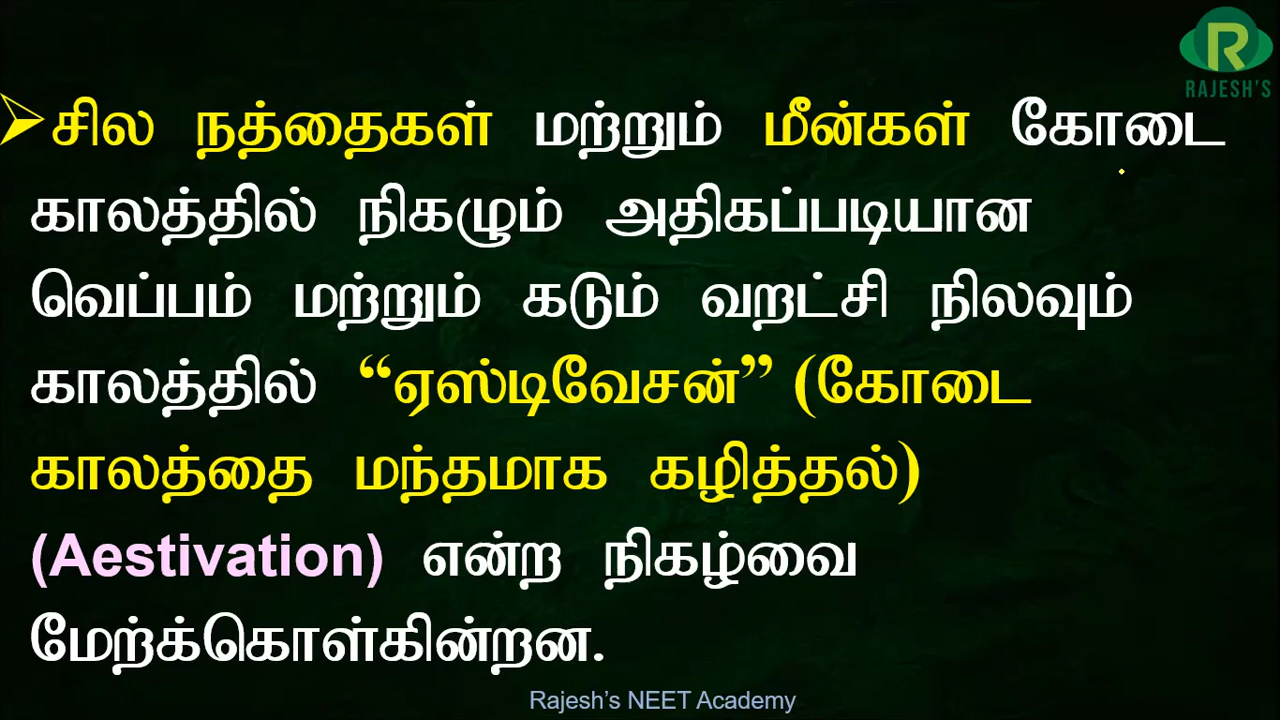 R
RAJESH'S
➢சில நத்தைகள் மற்றும் மீன்கள் கோடை
காலத்தில் நிகழும் அதிகப்படியான
வெப்பம் மற்றும் கடும் வறட்சி நிலவும்
காலத்தில் “ஏஸ்டிவேசன்” (கோடை
காலத்தை மந்தமாக கழித்தல்)
(Aestivation) என்ற நிகழ்வை
மேற்க்கொள்கின்றன.
Rajesh’s NEET Academy